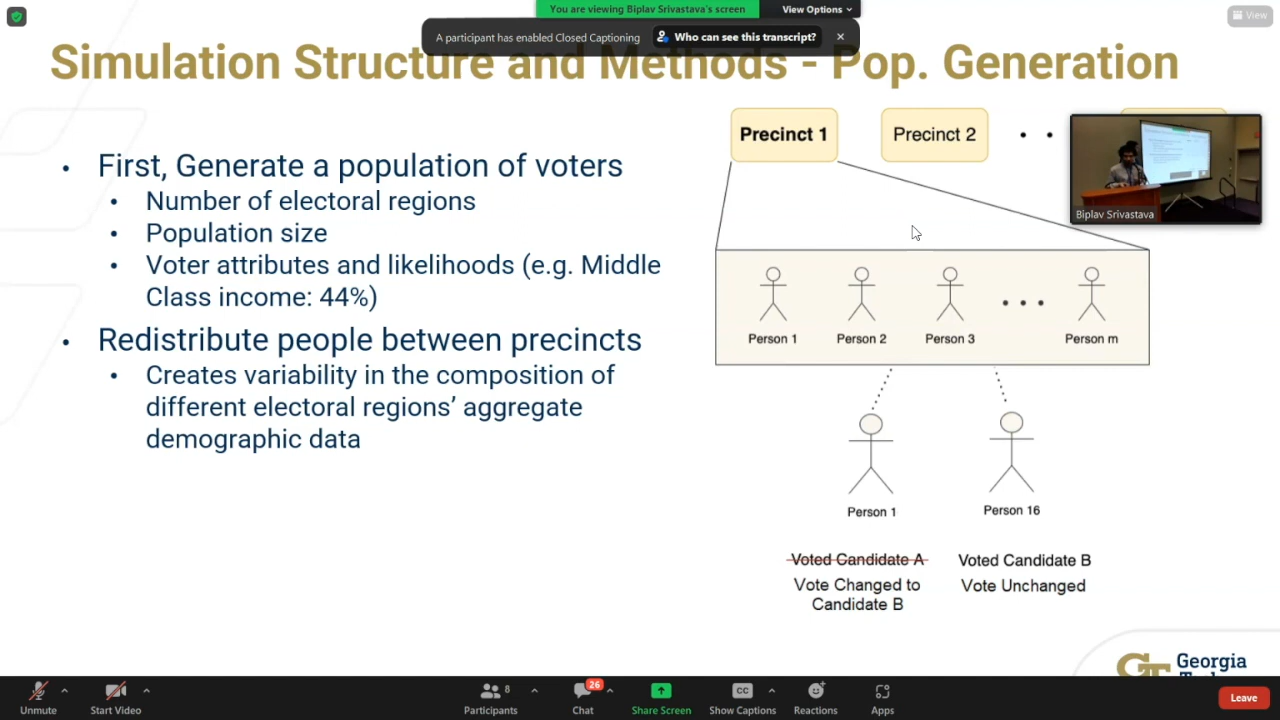 You are viewing Biplav Srivastava's screen
View Options
View
A participant has enabled Closed Captioning
Who can see this transcript?
Simulation Structure and Methods - Pop. Generation
First, Generate a population of voters
Number of electoral regions
Population size
Voter attributes and likelihoods (e.g. Middle
Class income: 44%)
Redistribute people between precincts
Creates variability in the composition of
different electoral regions' aggregate
demographic data
Precinct 1
Precinct 2
Biplav Srivastava
Person 1
Person 2
Person 3
Person m
Person 1
Person 16
Voted Candidate A
Vote Changed to
Candidate B
Voted Candidate B
Vote Unchanged
GT
Georgia
Unmute
Start Video
Participants
8
Chat
26
Share Screen
CC
Show Captions
Reactions
Apps
Leave